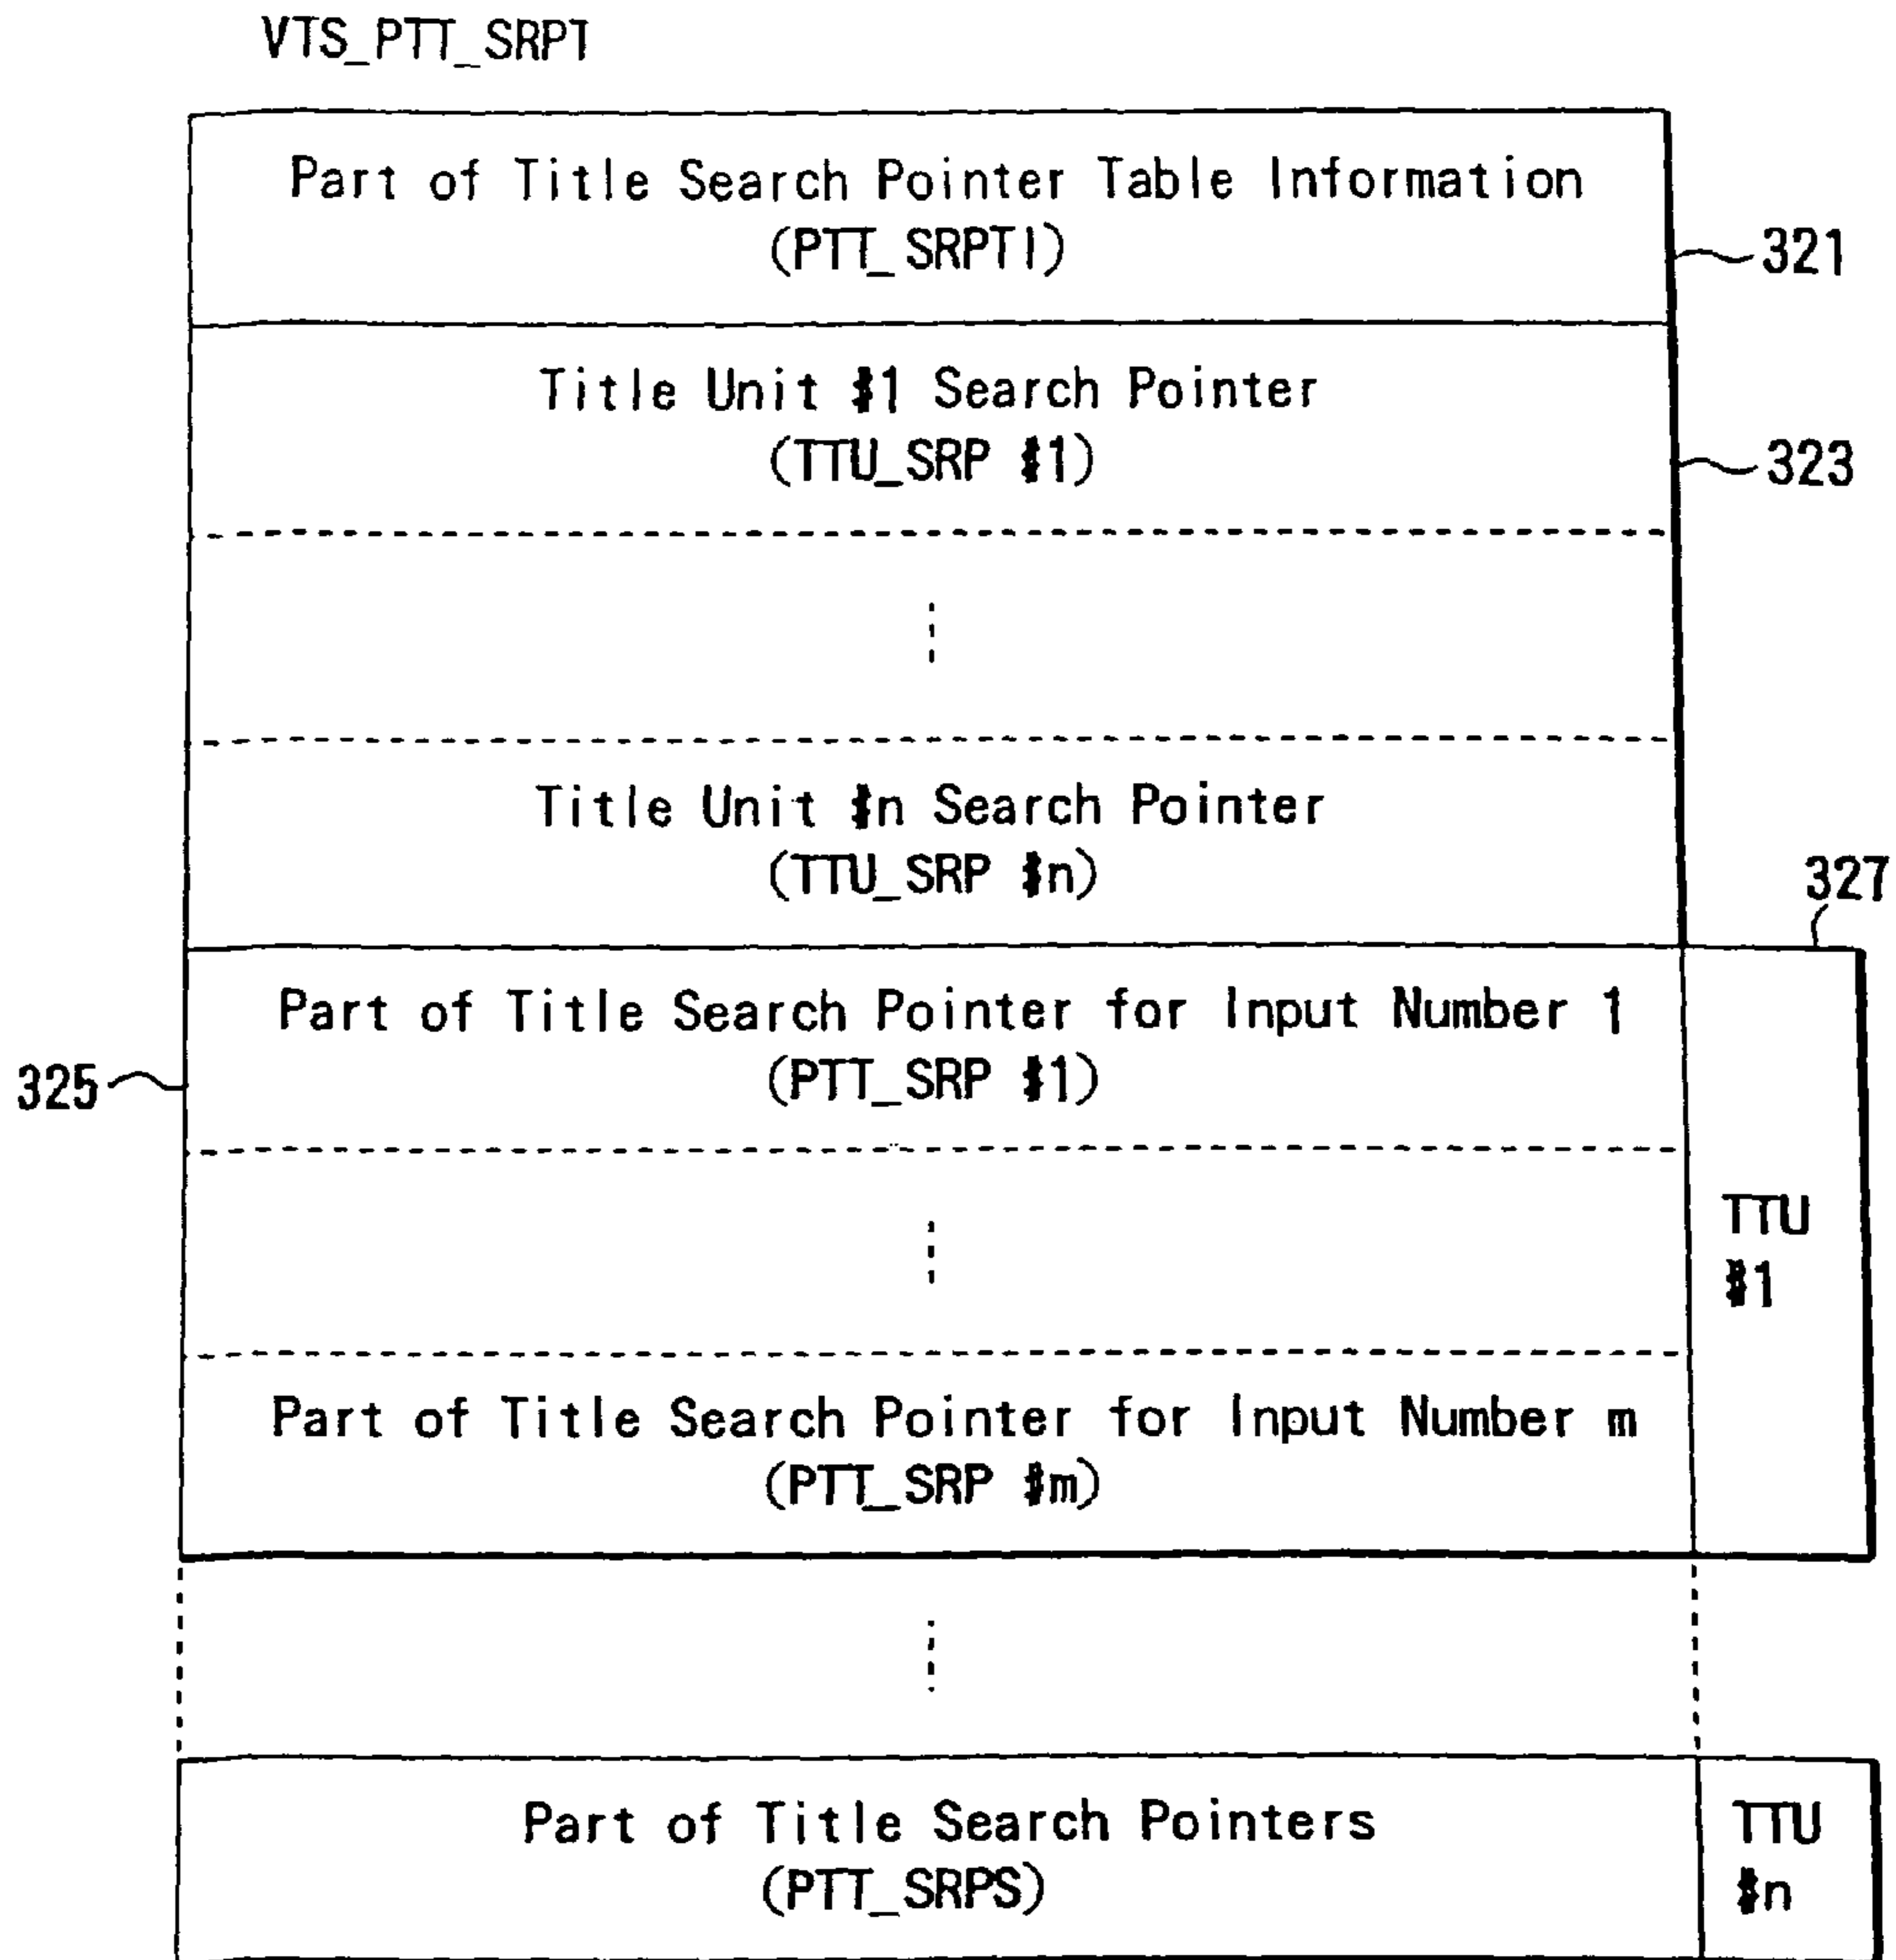 VTS_PTT_SRPT
Part of Title Search Pointer Table Information
(PTT_SRPTI)
321
Title Unit #1 Search Pointer
(TTU_SRP #1)
323
Title Unit #n Search Pointer
(TTU_SRP #n)
327
Part of Title Search Pointer for Input Number 1
(PTT_SRP #1)
325
TTU
#1
Part of Title Search Pointer for Input Number m
(PTT_SRP #m)
Part of Title Search Pointers
(PTT_SRPS)
TTU
#n